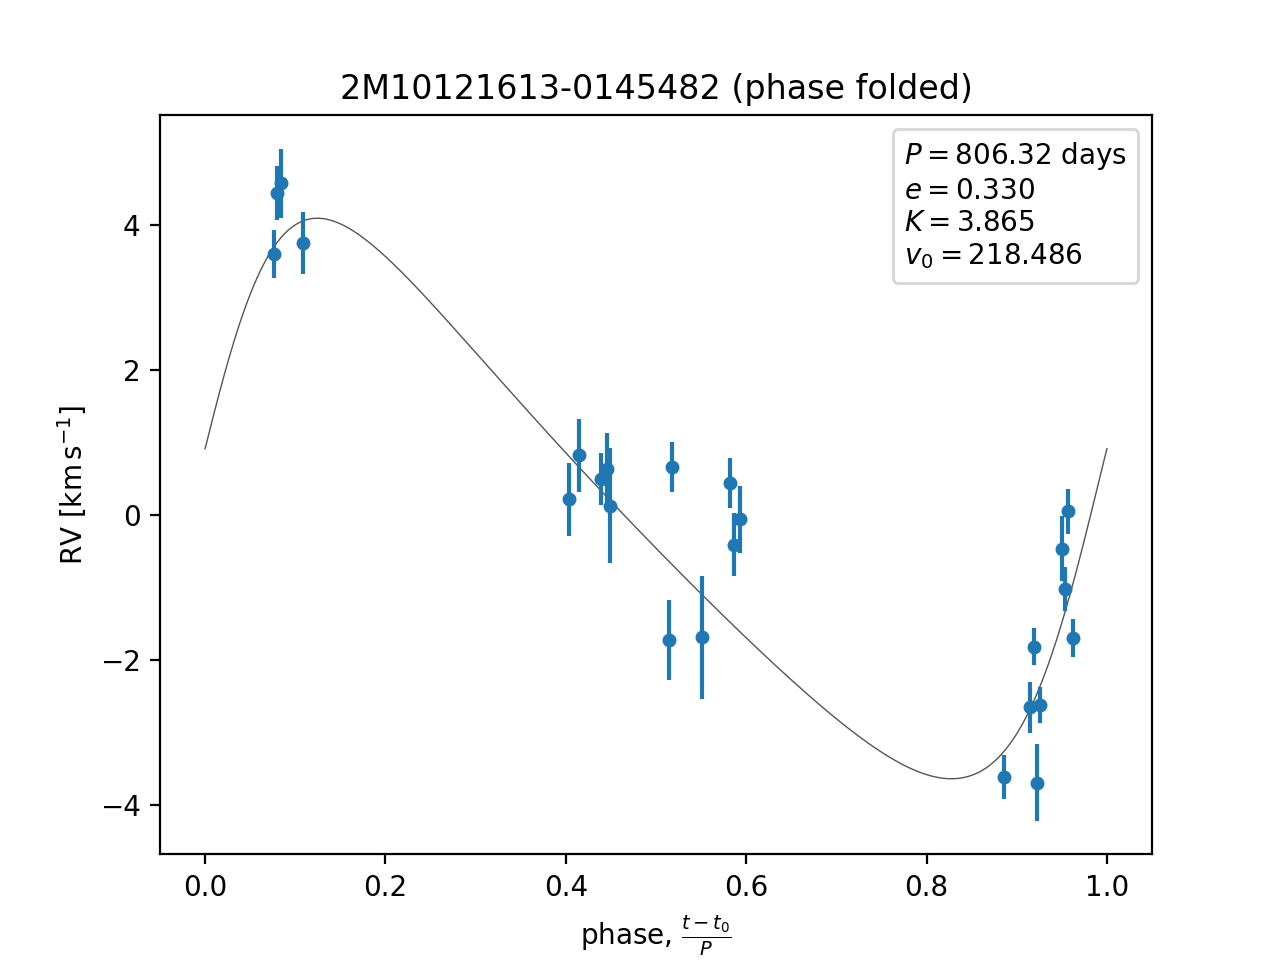 2M10121613-0145482 (phase folded)
P = 806.32 days
e = 0.330
K = 3.865
v₀ = 218.486
4
2
0
−2
−4
RV [km s⁻¹]
0.0 0.2 0.4 0.6 0.8 1.0
phase, (t − t₀)/P